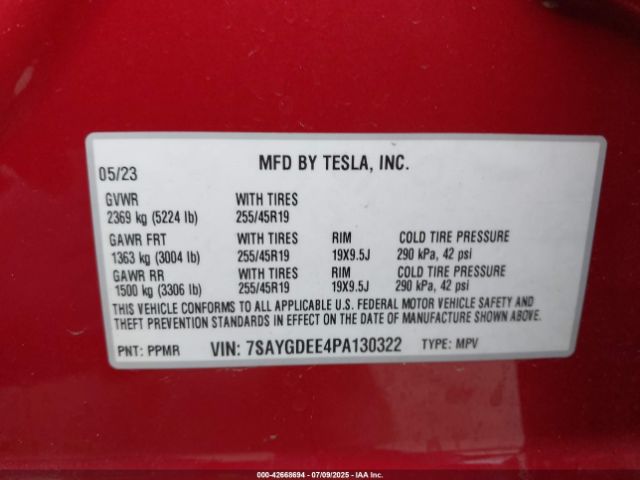 05/23 MFD BY TESLA, INC.
GVWR WITH TIRES
2369 kg (5224 lb) 255/45R19
GAWR FRT WITH TIRES RIM COLD TIRE PRESSURE
1363 kg (3004 lb) 255/45R19 19X9.5J 290 kPa, 42 psi
GAWR RR WITH TIRES RIM COLD TIRE PRESSURE
1500 kg (3306 lb) 255/45R19 19X9.5J 290 kPa, 42 psi
THIS VEHICLE CONFORMS TO ALL APPLICABLE U.S. FEDERAL MOTOR VEHICLE SAFETY AND
THEFT PREVENTION STANDARDS IN EFFECT ON THE DATE OF MANUFACTURE SHOWN ABOVE.
PNT: PPMR VIN: 7SAYGDEE4PA130322 TYPE: MPV
000-42668694 | 07/09/2025 - IAA Inc.